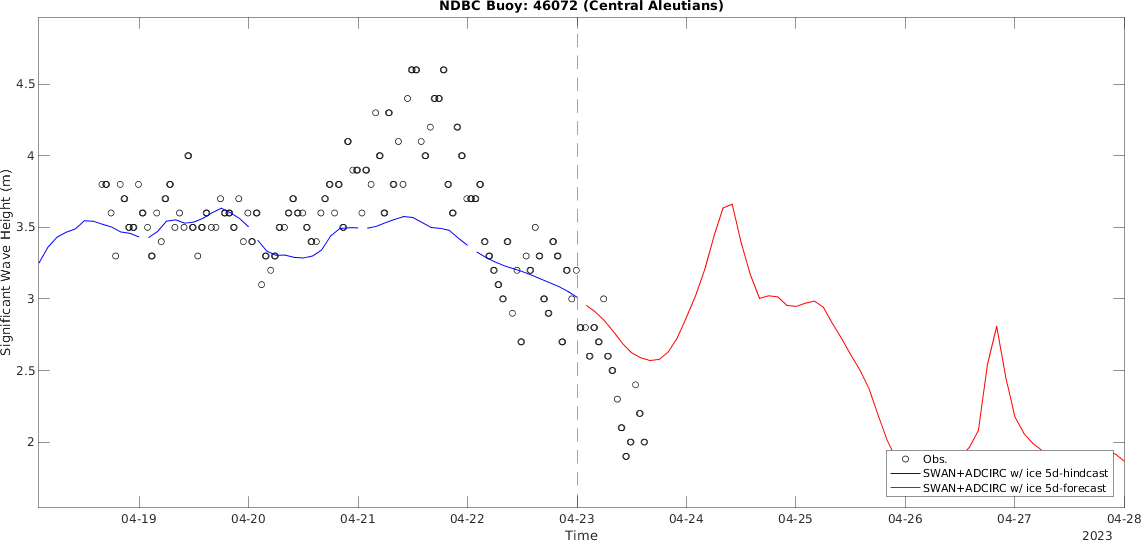 NDBC Buoy: 46072 (Central Aleutians)
Significant Wave Height (m)
4.5
4
3.5
3
2.5
2
Obs.
SWAN+ADCIRC w/ ice 5d-hindcast
SWAN+ADCIRC w/ ice 5d-forecast
04-19 04-20 04-21 04-22 04-23 04-24 04-25 04-26 04-27 04-28
Time
2023